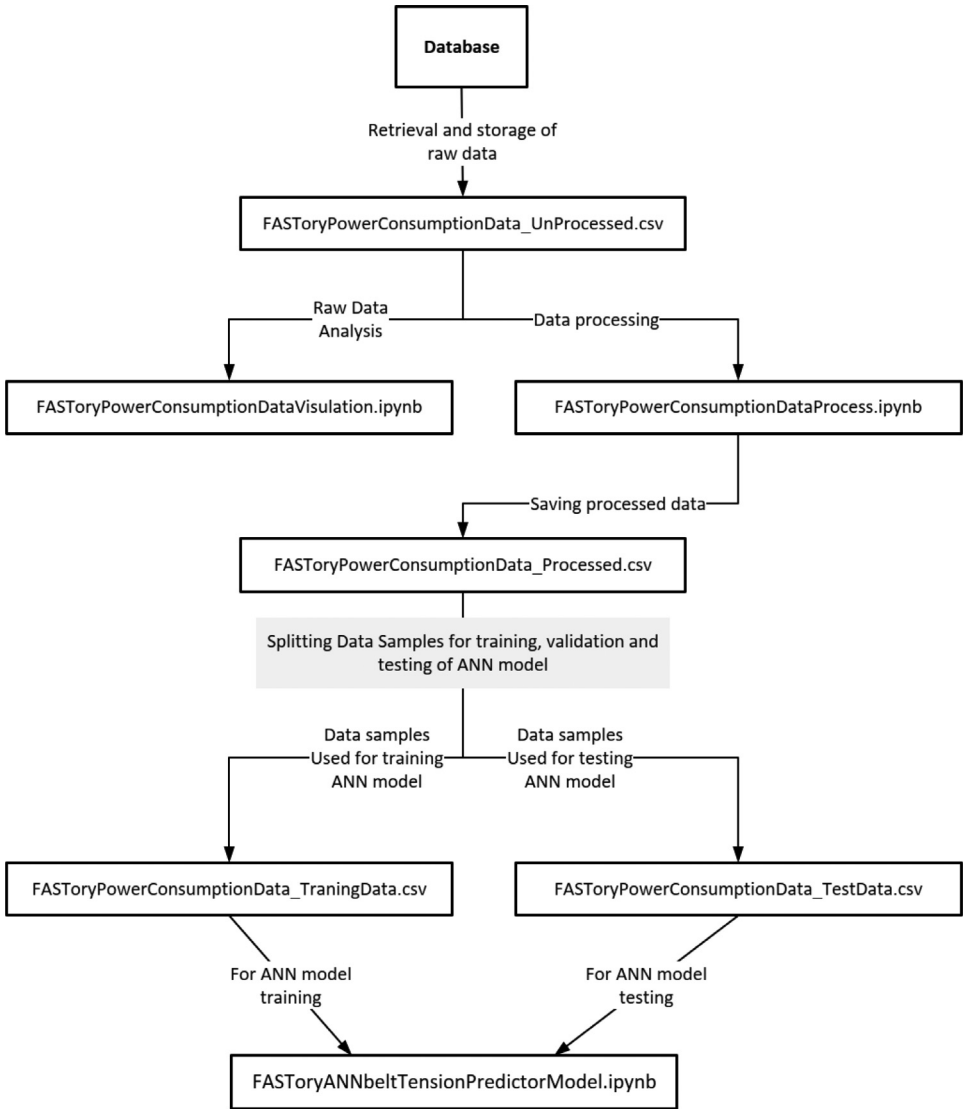 Database
Retrieval and storage of
raw data
FASToryPowerConsumptionData_UnProcessed.csv
Raw Data
Analysis
Data processing
FASToryPowerConsumptionDataVisulation.ipynb
FASToryPowerConsumptionDataProcess.ipynb
Saving processed data
FASToryPowerConsumptionData_Processed.csv
Splitting Data Samples for training, validation and
testing of ANN model
Data samples
Used for training
ANN model
Data samples
Used for testing
ANN model
FASToryPowerConsumptionData_TraningData.csv
FASToryPowerConsumptionData_TestData.csv
For ANN model
training
For ANN model
testing
FASToryANNbeltTensionPredictorModel.ipynb